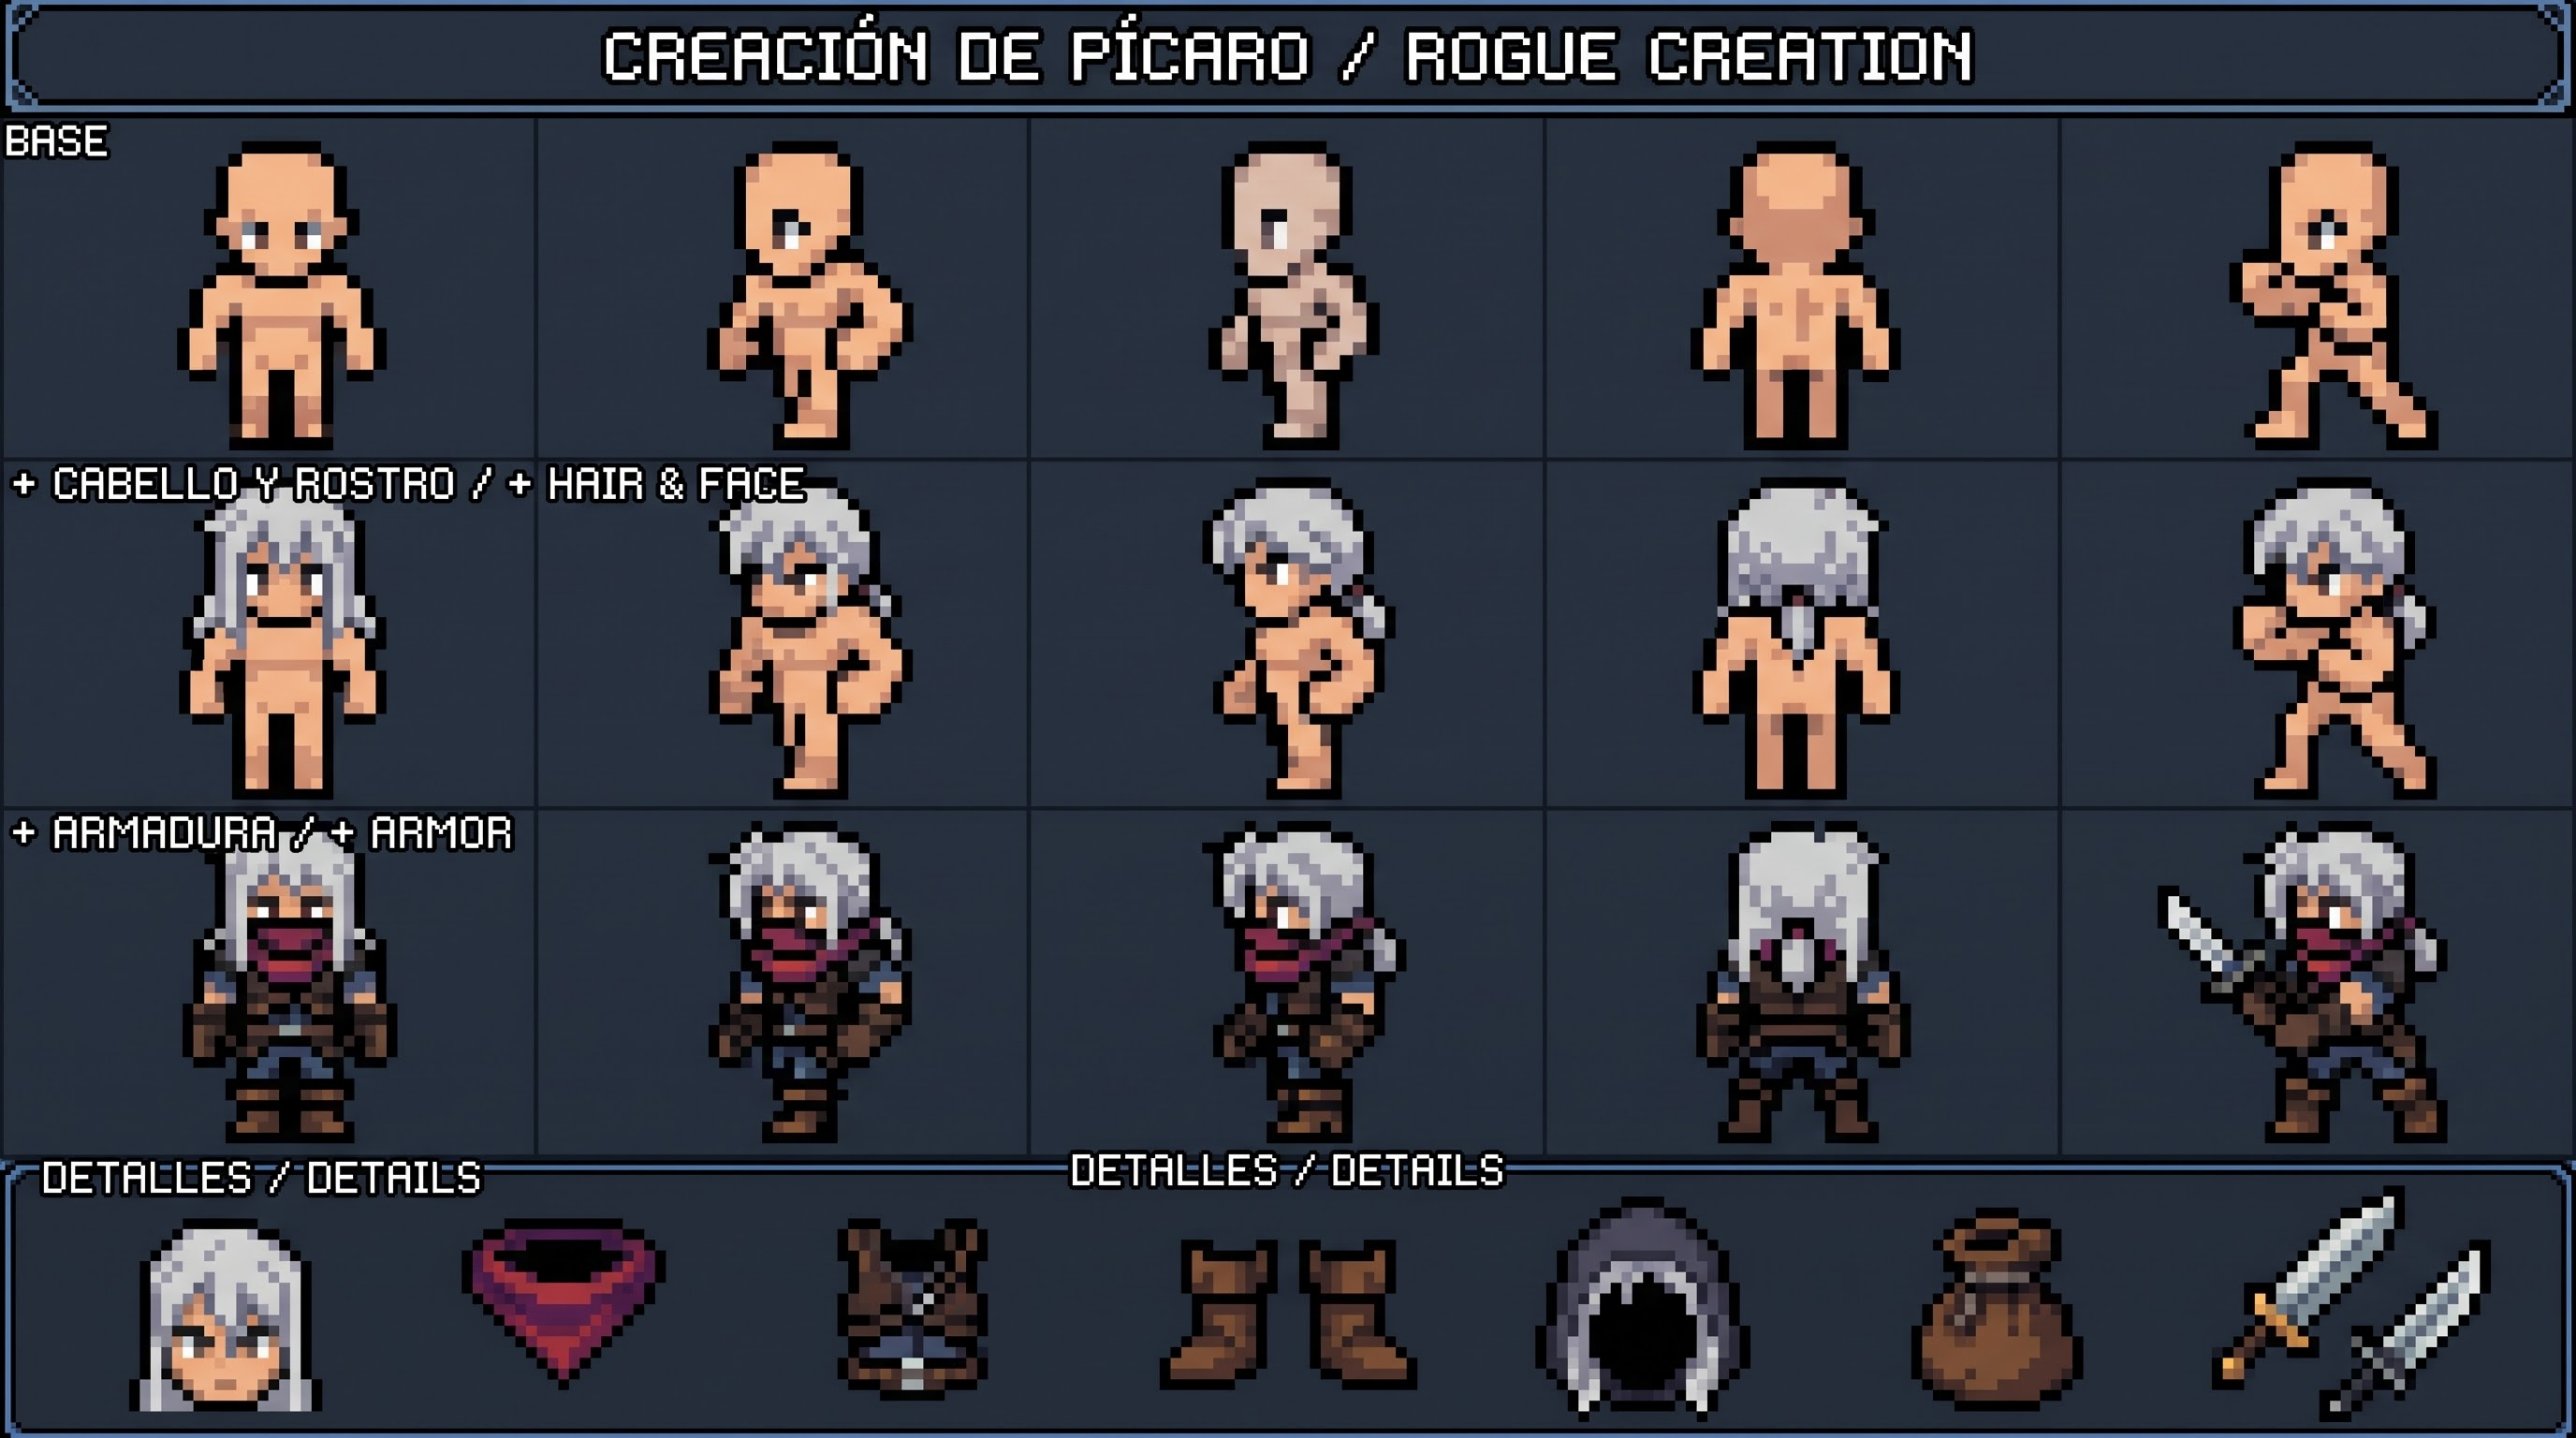 CREACIÓN DE PÍCARO / ROGUE CREATION
BASE
+ CABELLO Y ROSTRO / + HAIR & FACE
+ ARMADURA / + ARMOR
DETALLES / DETAILS
DETALLES / DETAILS